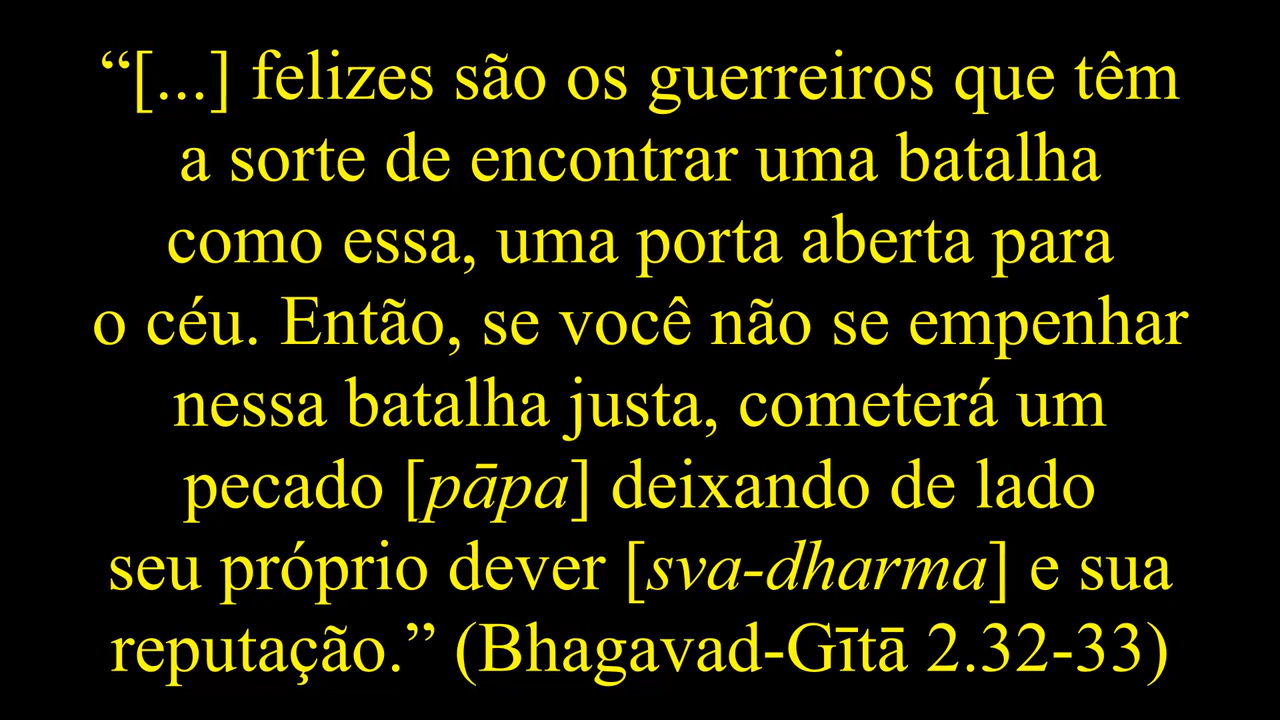 “[...] felizes são os guerreiros que têm
a sorte de encontrar uma batalha
como essa, uma porta aberta para
o céu. Então, se você não se empenhar
nessa batalha justa, cometerá um
pecado [pāpa] deixando de lado
seu próprio dever [sva-dharma] e sua
reputação.” (Bhagavad-Gītā 2.32-33)